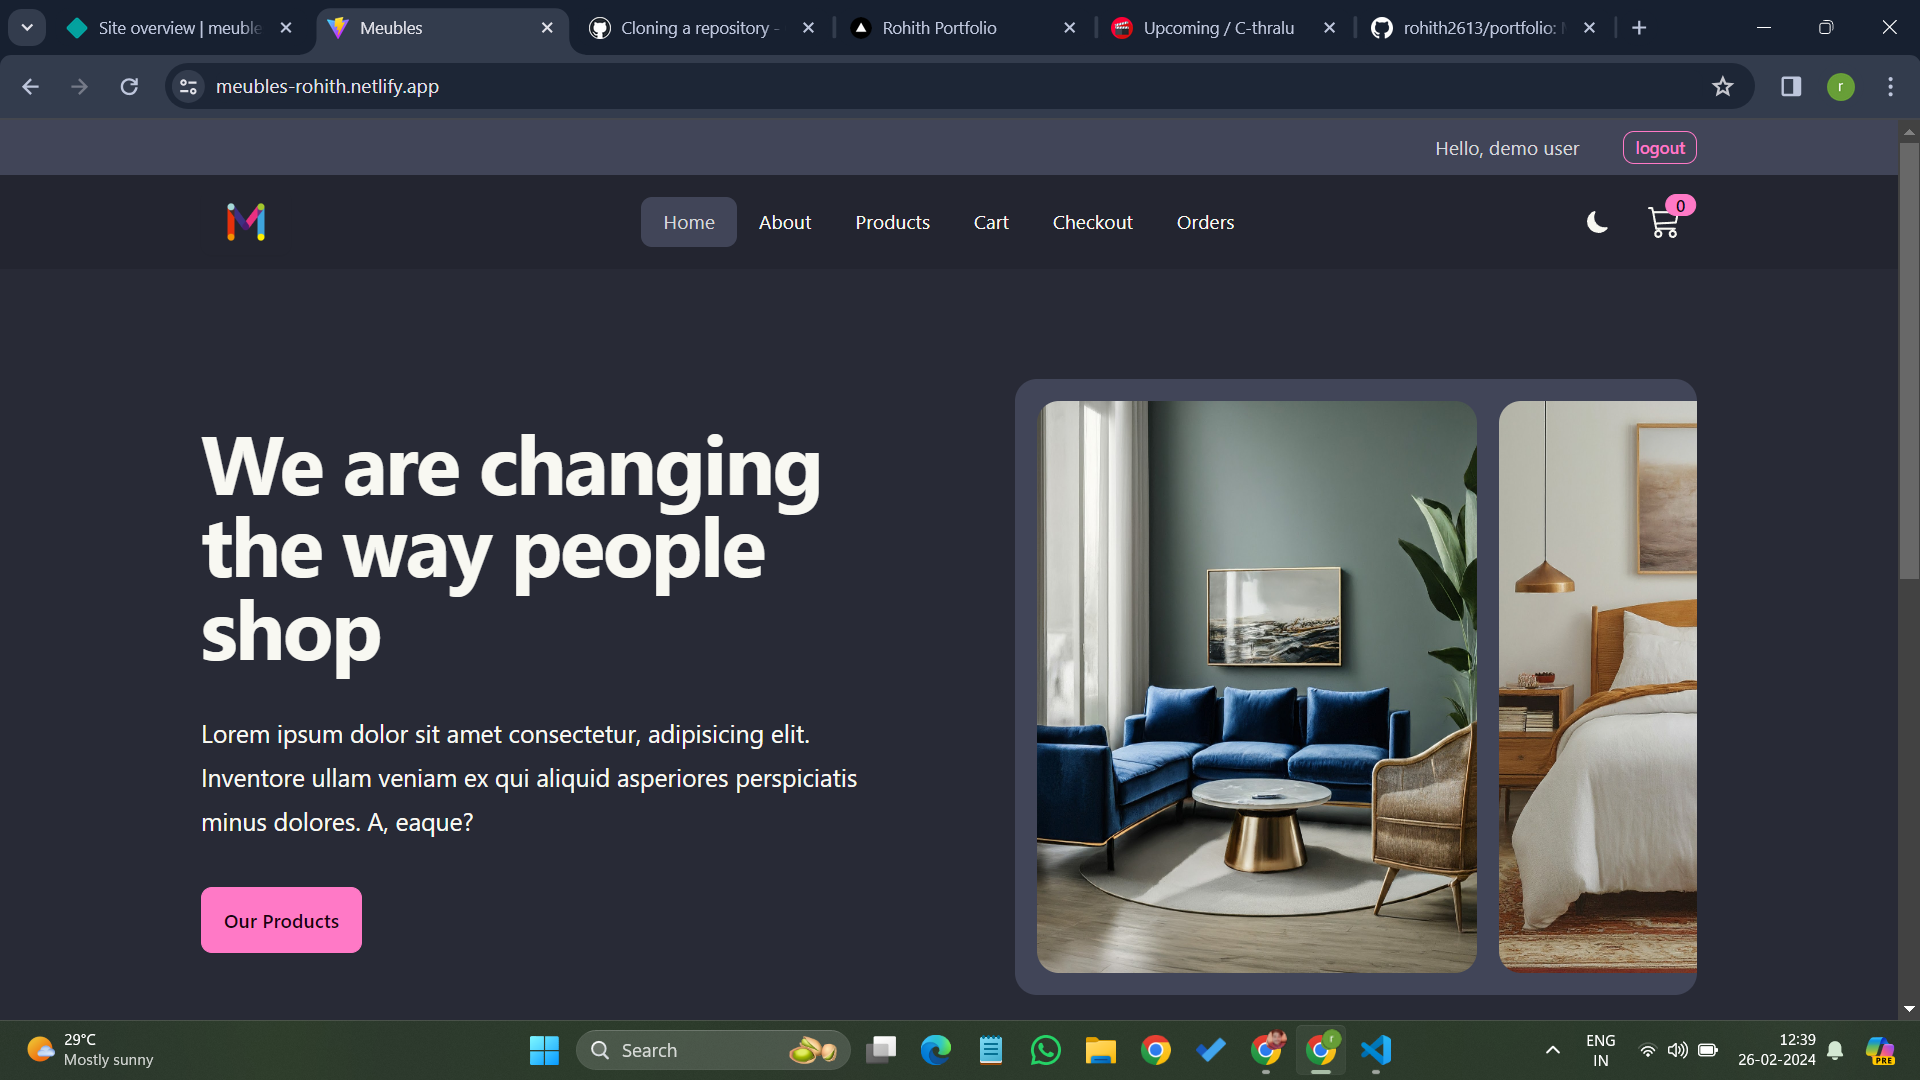 Site overview | meuble
Meubles
Cloning a repository -
Rohith Portfolio
Upcoming / C-thralu
rohith2613/portfolio:
meubles-rohith.netlify.app
r
Hello, demo user
logout
M
Home
About
Products
Cart
Checkout
Orders
0
We are changing
the way people
shop
Lorem ipsum dolor sit amet consectetur, adipisicing elit.
Inventore ullam veniam ex qui aliquid asperiores perspiciatis
minus dolores. A, eaque?
Our Products
29°C
Mostly sunny
Search
r
ENG
IN
12:39
26-02-2024
PRE